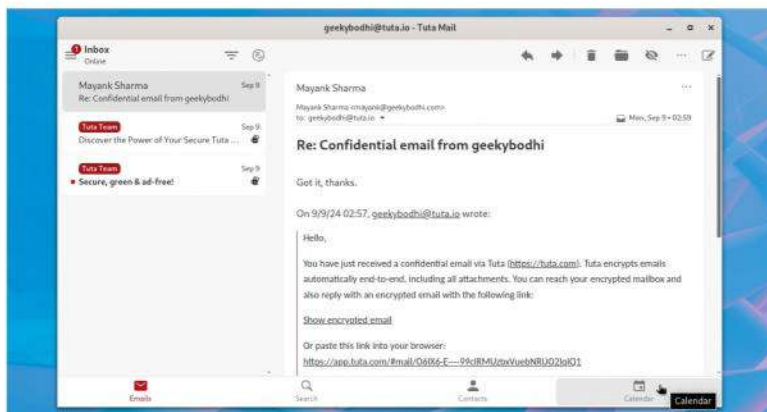 geekybodhi@tuta.io - Tuta Mail
1
Inbox
Online
Mayank Sharma Sep 9
Re: Confidential email from geekybodhi
Tuta Team Sep 9
Discover the Power of Your Secure Tuta ...
Tuta Team Sep 9
Secure, green & ad-free!
Mayank Sharma
Mayank Sharma <mayank@geekybodhi.com>
to: geekybodhi@tuta.io Mon, Sep 9 • 02:59
Re: Confidential email from geekybodhi
Got it, thanks.
On 9/9/24 02:57, geekybodhi@tuta.io wrote:
Hello,
You have just received a confidential email via Tuta (https://tuta.com). Tuta encrypts emails
automatically end-to-end, including all attachments. You can reach your encrypted mailbox and
also reply with an encrypted email with the following link:
Show encrypted email
Or paste this link into your browser:
Emails Search Contacts Calendar
Calendar